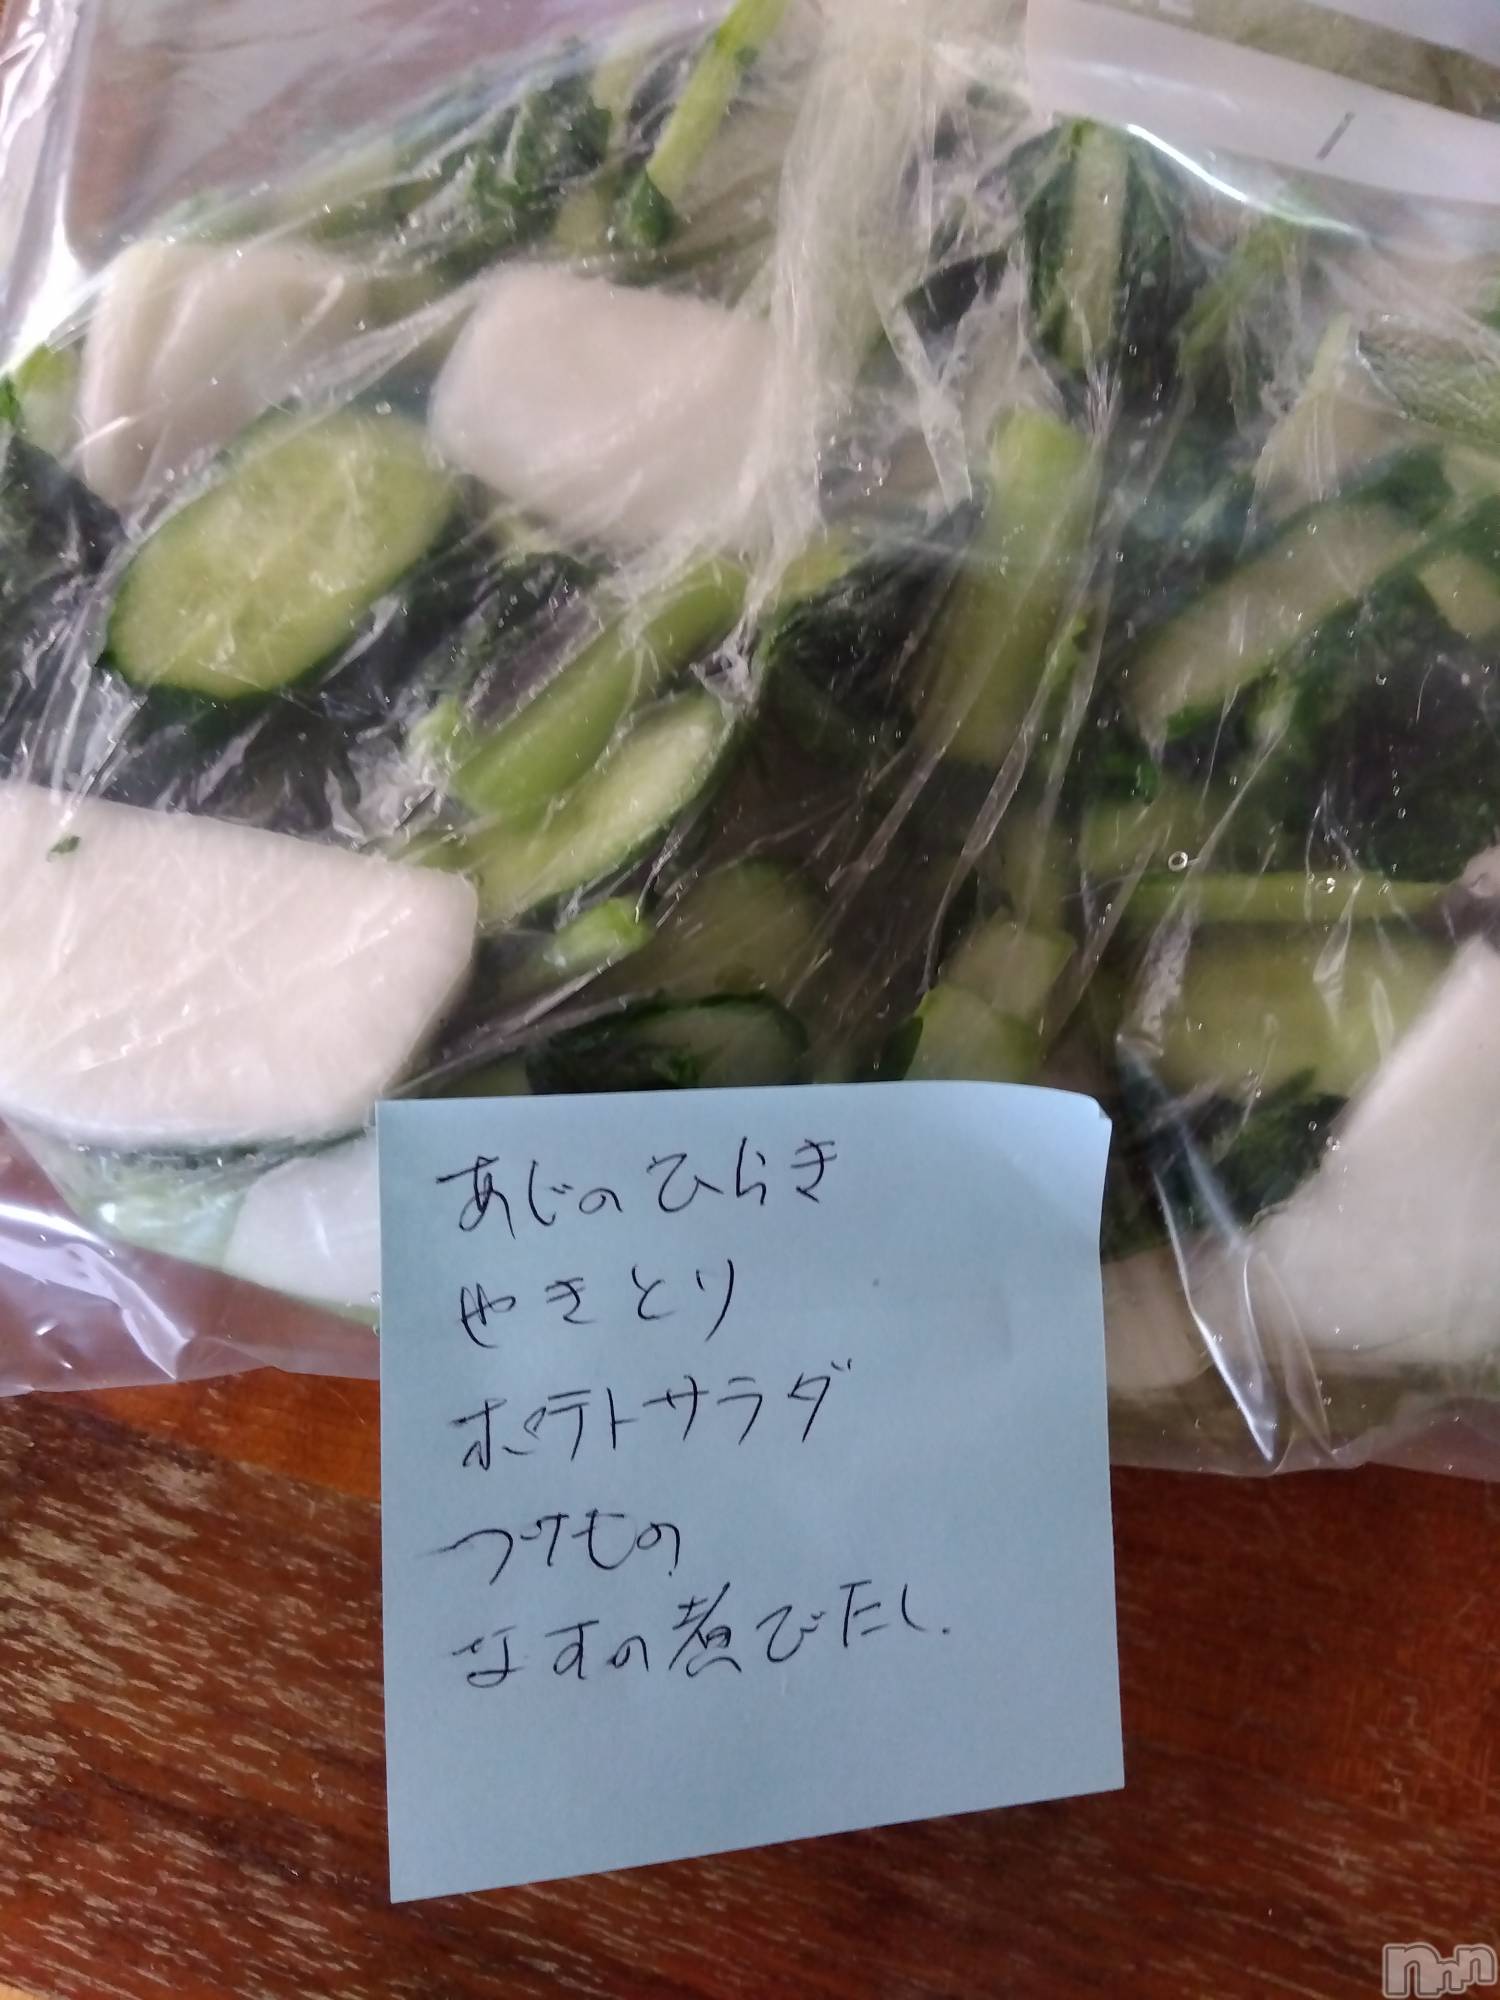 あじのひらき
やきとり
ポテトサラダ
つけもの
なすの煮びたし.
nnn